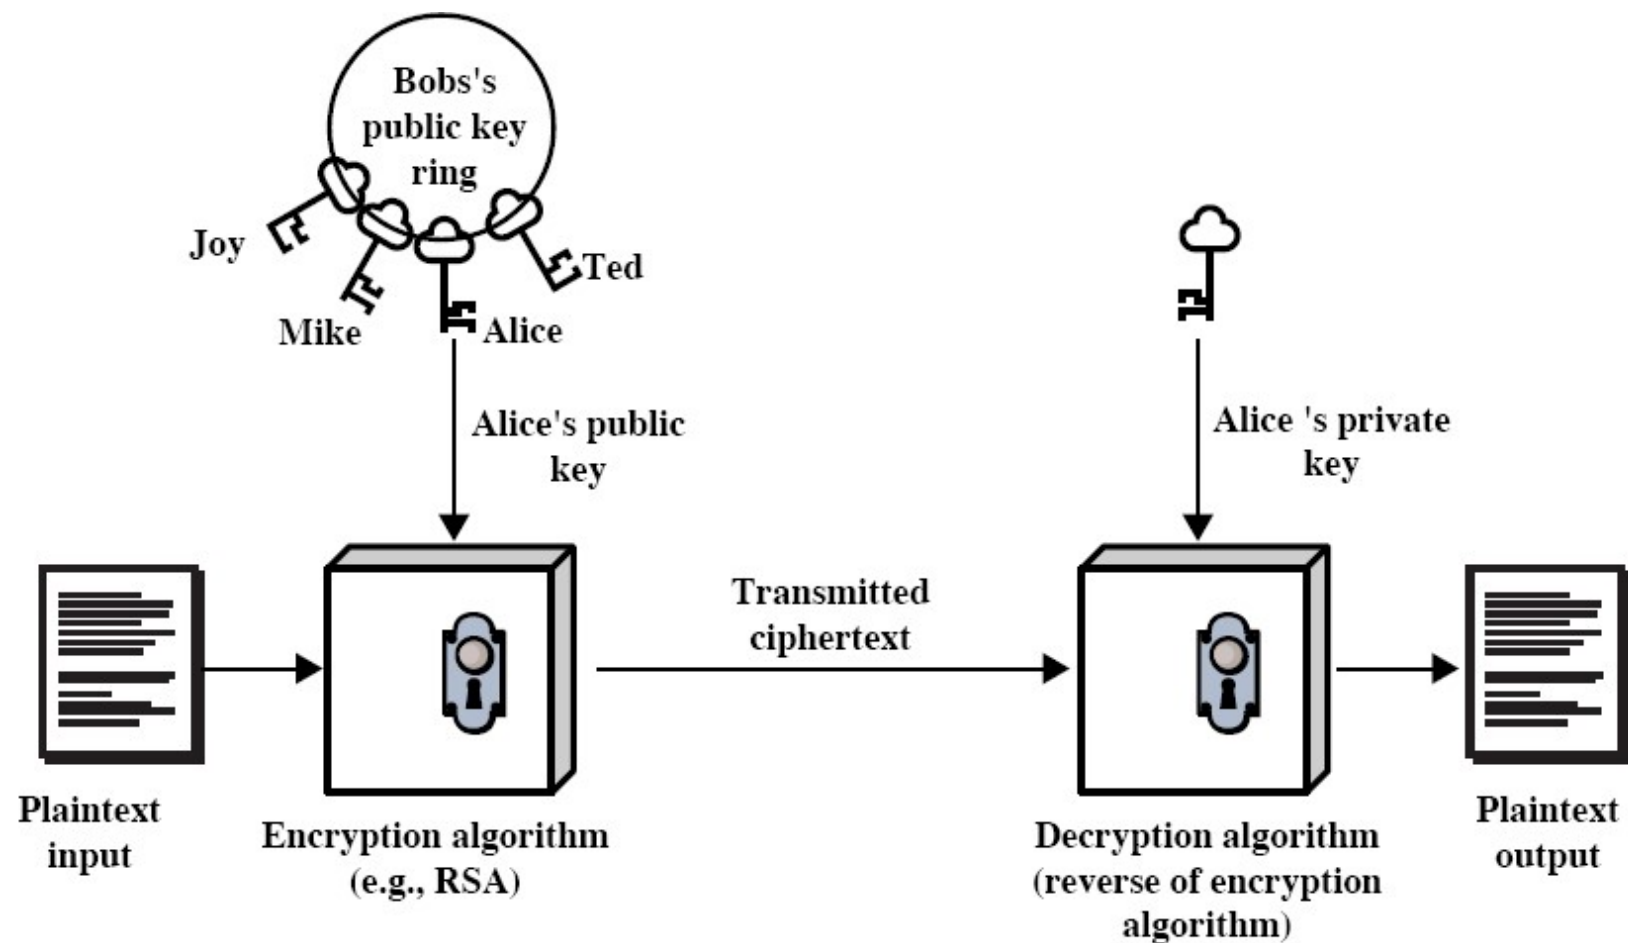 Bobs's
public key
ring
Joy
Ted
Mike
Alice
Alice's public
key
Alice 's private
key
Transmitted
ciphertext
Plaintext
input
Encryption algorithm
(e.g., RSA)
Decryption algorithm
(reverse of encryption
algorithm)
Plaintext
output